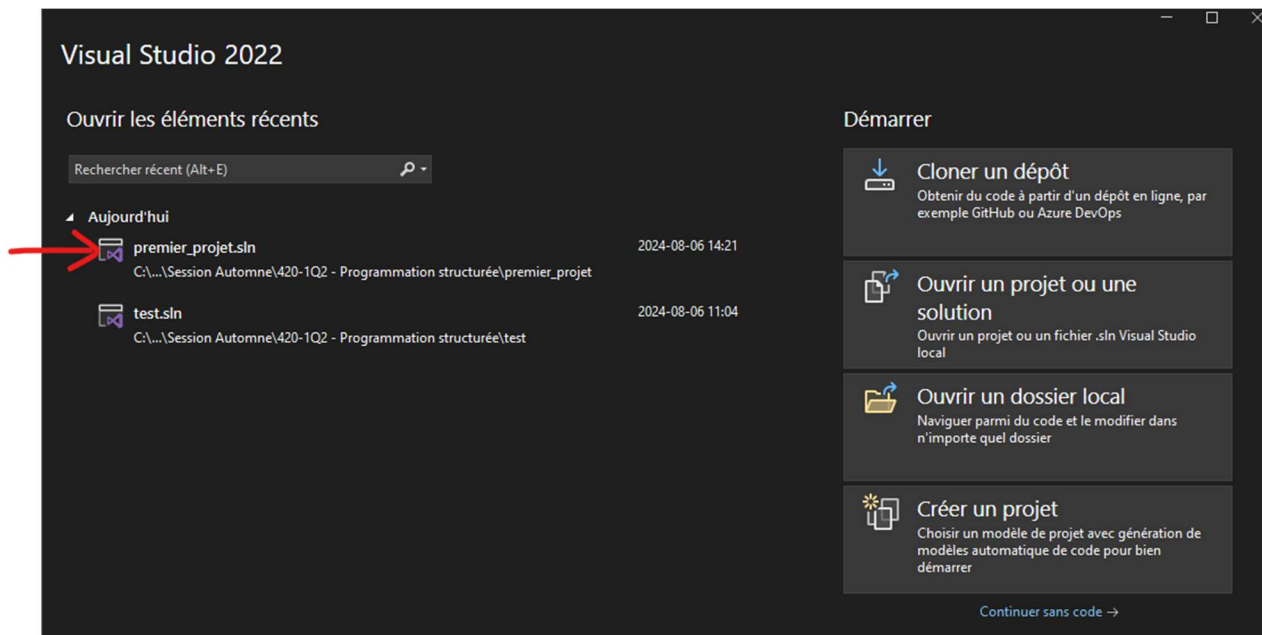 Visual Studio 2022
Ouvrir les éléments récents
Rechercher récent (Alt+E)
Aujourd'hui
premier_projet.sln 2024-08-06 14:21
C:\...\Session Automne\420-1Q2 - Programmation structurée\premier_projet
test.sln 2024-08-06 11:04
C:\...\Session Automne\420-1Q2 - Programmation structurée\test
Démarrer
Cloner un dépôt
Obtenir du code à partir d'un dépôt en ligne, par
exemple GitHub ou Azure DevOps
Ouvrir un projet ou une
solution
Ouvrir un projet ou un fichier .sln Visual Studio
local
Ouvrir un dossier local
Naviguer parmi du code et le modifier dans
n'importe quel dossier
Créer un projet
Choisir un modèle de projet avec génération de
modèles automatique de code pour bien
démarrer
Continuer sans code →